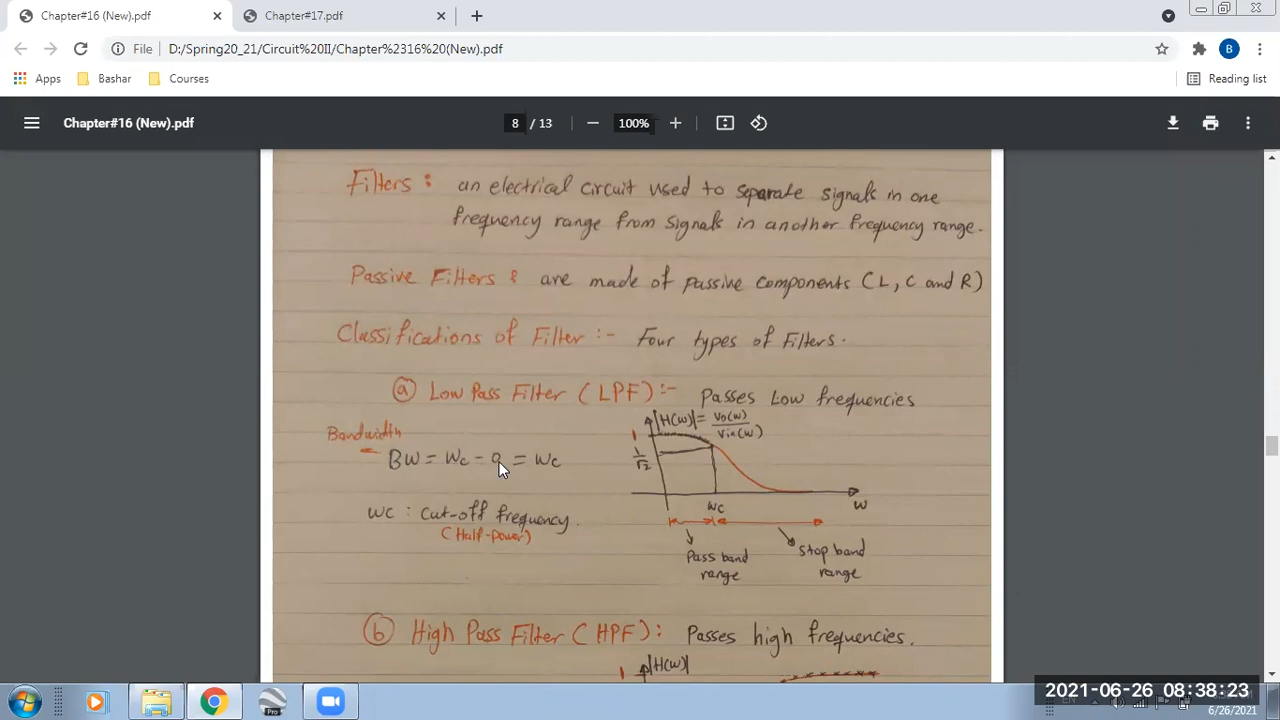 Chapter#16 (New).pdf
Chapter#17.pdf
File
D:/Spring20_21/Circuit%20II/Chapter%2316%20(New).pdf
B
Apps
Bashar
Courses
Reading list
Chapter#16 (New).pdf
8 / 13
100%
Filters : an electrical circuit used to separate signals in one
frequency range from signals in another frequency range.
Passive Filters : are made of passive components (L, C and R)
Classifications of Filter :- Four types of Filters.
(a) Low Pass Filter (LPF) :- Passes Low frequencies
|H(w)| = Vo(w)/Vin(w)
1
1/√2
Bandwidth
BW = Wc - 0 = Wc
wc
w
wc : Cut-off frequency.
(Half-power)
Pass band
range
Stop band
range
(b) High Pass Filter (HPF) : Passes high frequencies.
1
|H(w)|
Pro
2021-06-26 08:38:23
6/26/2021